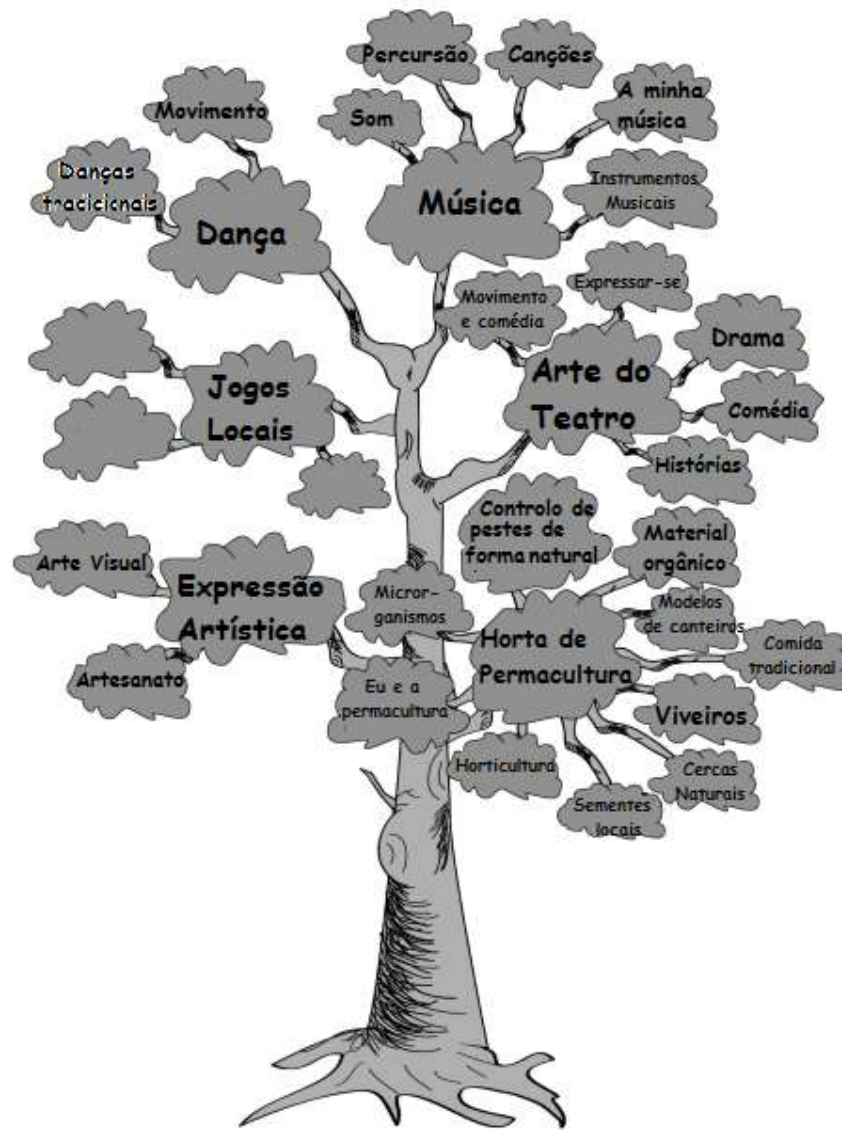 Percursão
Canções
Movimento
Som
A minha
música
Danças
tradicionais
Dança
Música
Instrumentos
Musicais
Movimento
e comédia
Expressar-se
Jogos
Locais
Arte do
Teatro
Drama
Comédia
Histórias
Controlo de
pestes de
forma natural
Material
orgânico
Arte Visual
Expressão
Artística
Artesanato
Micror-
ganismos
Eu e a
permacultura
Horta de
Permacultura
Modelos
de canteiros
Comida
tradicional
Viveiros
Cercas
Naturais
Horticultura
Sementes
locais